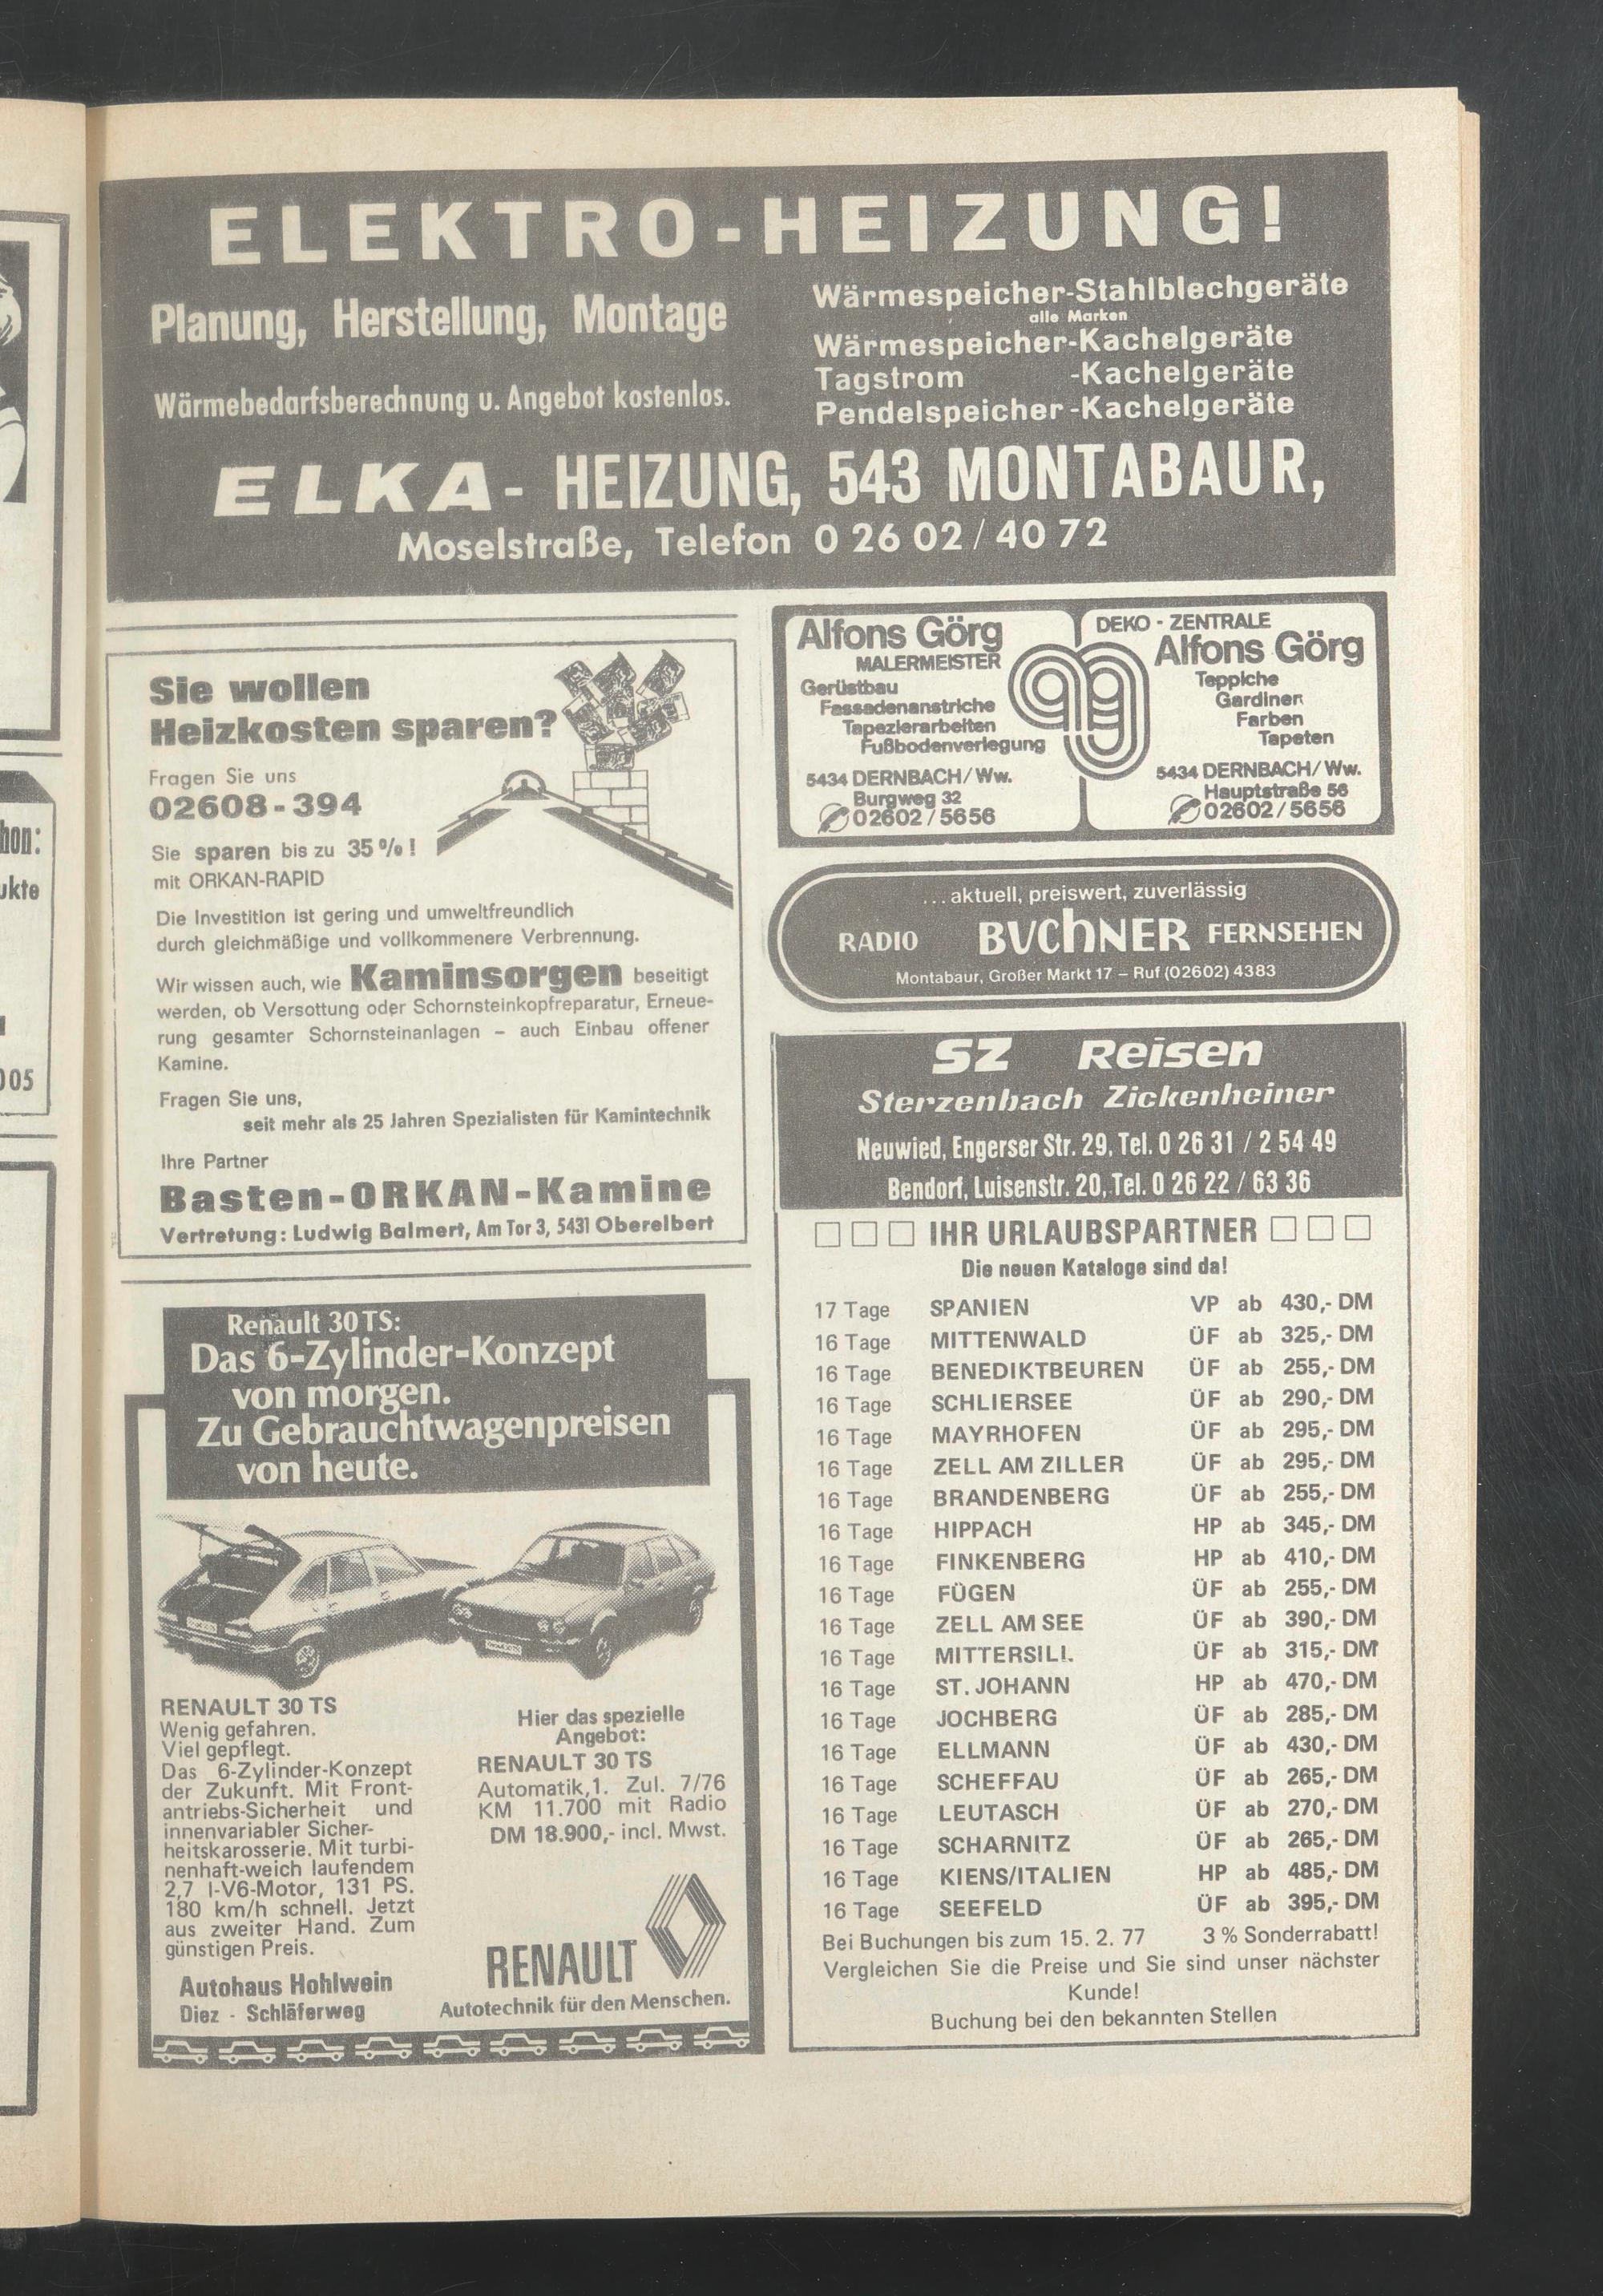 ELEKTRO-HEIZUNG!
Planung, Herstellung, Montage
Wärmebedarfsberechnung u. Angebot kostenlos.
Wärmespeicher-Stahlblechgeräte
alle Marken
Wärmespeicher-Kachelgeräte
Tagstrom -Kachelgeräte
Pendelspeicher-Kachelgeräte
ELKA- HEIZUNG, 543 MONTABAUR,
Moselstraße, Telefon 0 26 02 / 40 72
Sie wollen
Heizkosten sparen?
Fragen Sie uns
02608-394
Sie sparen bis zu 35 %!
mit ORKAN-RAPID
Die Investition ist gering und umweltfreundlich
durch gleichmäßige und vollkommenere Verbrennung.
Wir wissen auch, wie Kaminsorgen beseitigt
werden, ob Versottung oder Schornsteinkopfreparatur, Erneue-
rung gesamter Schornsteinanlagen – auch Einbau offener
Kamine.
Fragen Sie uns,
seit mehr als 25 Jahren Spezialisten für Kamintechnik
Ihre Partner
Basten-ORKAN-Kamine
Vertretung: Ludwig Balmert, Am Tor 3, 5431 Oberelbert
Renault 30 TS:
Das 6-Zylinder-Konzept
von morgen.
Zu Gebrauchtwagenpreisen
von heute.
RENAULT 30 TS
Wenig gefahren.
Viel gepflegt.
Das 6-Zylinder-Konzept
der Zukunft. Mit Front-
antriebs-Sicherheit und
innenvariabler Sicher-
heitskarosserie. Mit turbi-
nenhaft-weich laufendem
2,7 l-V6-Motor, 131 PS.
180 km/h schnell. Jetzt
aus zweiter Hand. Zum
günstigen Preis.
Autohaus Hohlwein
Diez - Schläferweg
Hier das spezielle
Angebot:
RENAULT 30 TS
Automatik,1. Zul. 7/76
KM 11.700 mit Radio
DM 18.900,- incl. Mwst.
RENAULT
Autotechnik für den Menschen.
Alfons Görg
MALERMEISTER
Gerüstbau
Fassadenanstriche
Tapezierarbeiten
Fußbodenverlegung
5434 DERNBACH/Ww.
Burgweg 32
02602/5656
DEKO - ZENTRALE
Alfons Görg
Teppiche
Gardinen
Farben
Tapeten
5434 DERNBACH/Ww.
Hauptstraße 56
02602/5656
...aktuell, preiswert, zuverlässig
RADIO BUChNER FERNSEHEN
Montabaur, Großer Markt 17 – Ruf (02602) 4383
SZ Reisen
Sterzenbach Zickenheiner
Neuwied, Engerser Str. 29, Tel. 0 26 31 / 2 54 49
Bendorf, Luisenstr. 20, Tel. 0 26 22 / 63 36
IHR URLAUBSPARTNER
Die neuen Kataloge sind da!
17 Tage SPANIEN VP ab 430,- DM
16 Tage MITTENWALD ÜF ab 325,- DM
16 Tage BENEDIKTBEUREN ÜF ab 255,- DM
16 Tage SCHLIERSEE ÜF ab 290,- DM
16 Tage MAYRHOFEN ÜF ab 295,- DM
16 Tage ZELL AM ZILLER ÜF ab 295,- DM
16 Tage BRANDENBERG ÜF ab 255,- DM
16 Tage HIPPACH HP ab 345,- DM
16 Tage FINKENBERG HP ab 410,- DM
16 Tage FÜGEN ÜF ab 255,- DM
16 Tage ZELL AM SEE ÜF ab 390,- DM
16 Tage MITTERSILL ÜF ab 315,- DM
16 Tage ST. JOHANN HP ab 470,- DM
16 Tage JOCHBERG ÜF ab 285,- DM
16 Tage ELLMANN ÜF ab 430,- DM
16 Tage SCHEFFAU ÜF ab 265,- DM
16 Tage LEUTASCH ÜF ab 270,- DM
16 Tage SCHARNITZ ÜF ab 265,- DM
16 Tage KIENS/ITALIEN HP ab 485,- DM
16 Tage SEEFELD ÜF ab 395,- DM
Bei Buchungen bis zum 15. 2. 77 3 % Sonderrabatt!
Vergleichen Sie die Preise und Sie sind unser nächster
Kunde!
Buchung bei den bekannten Stellen